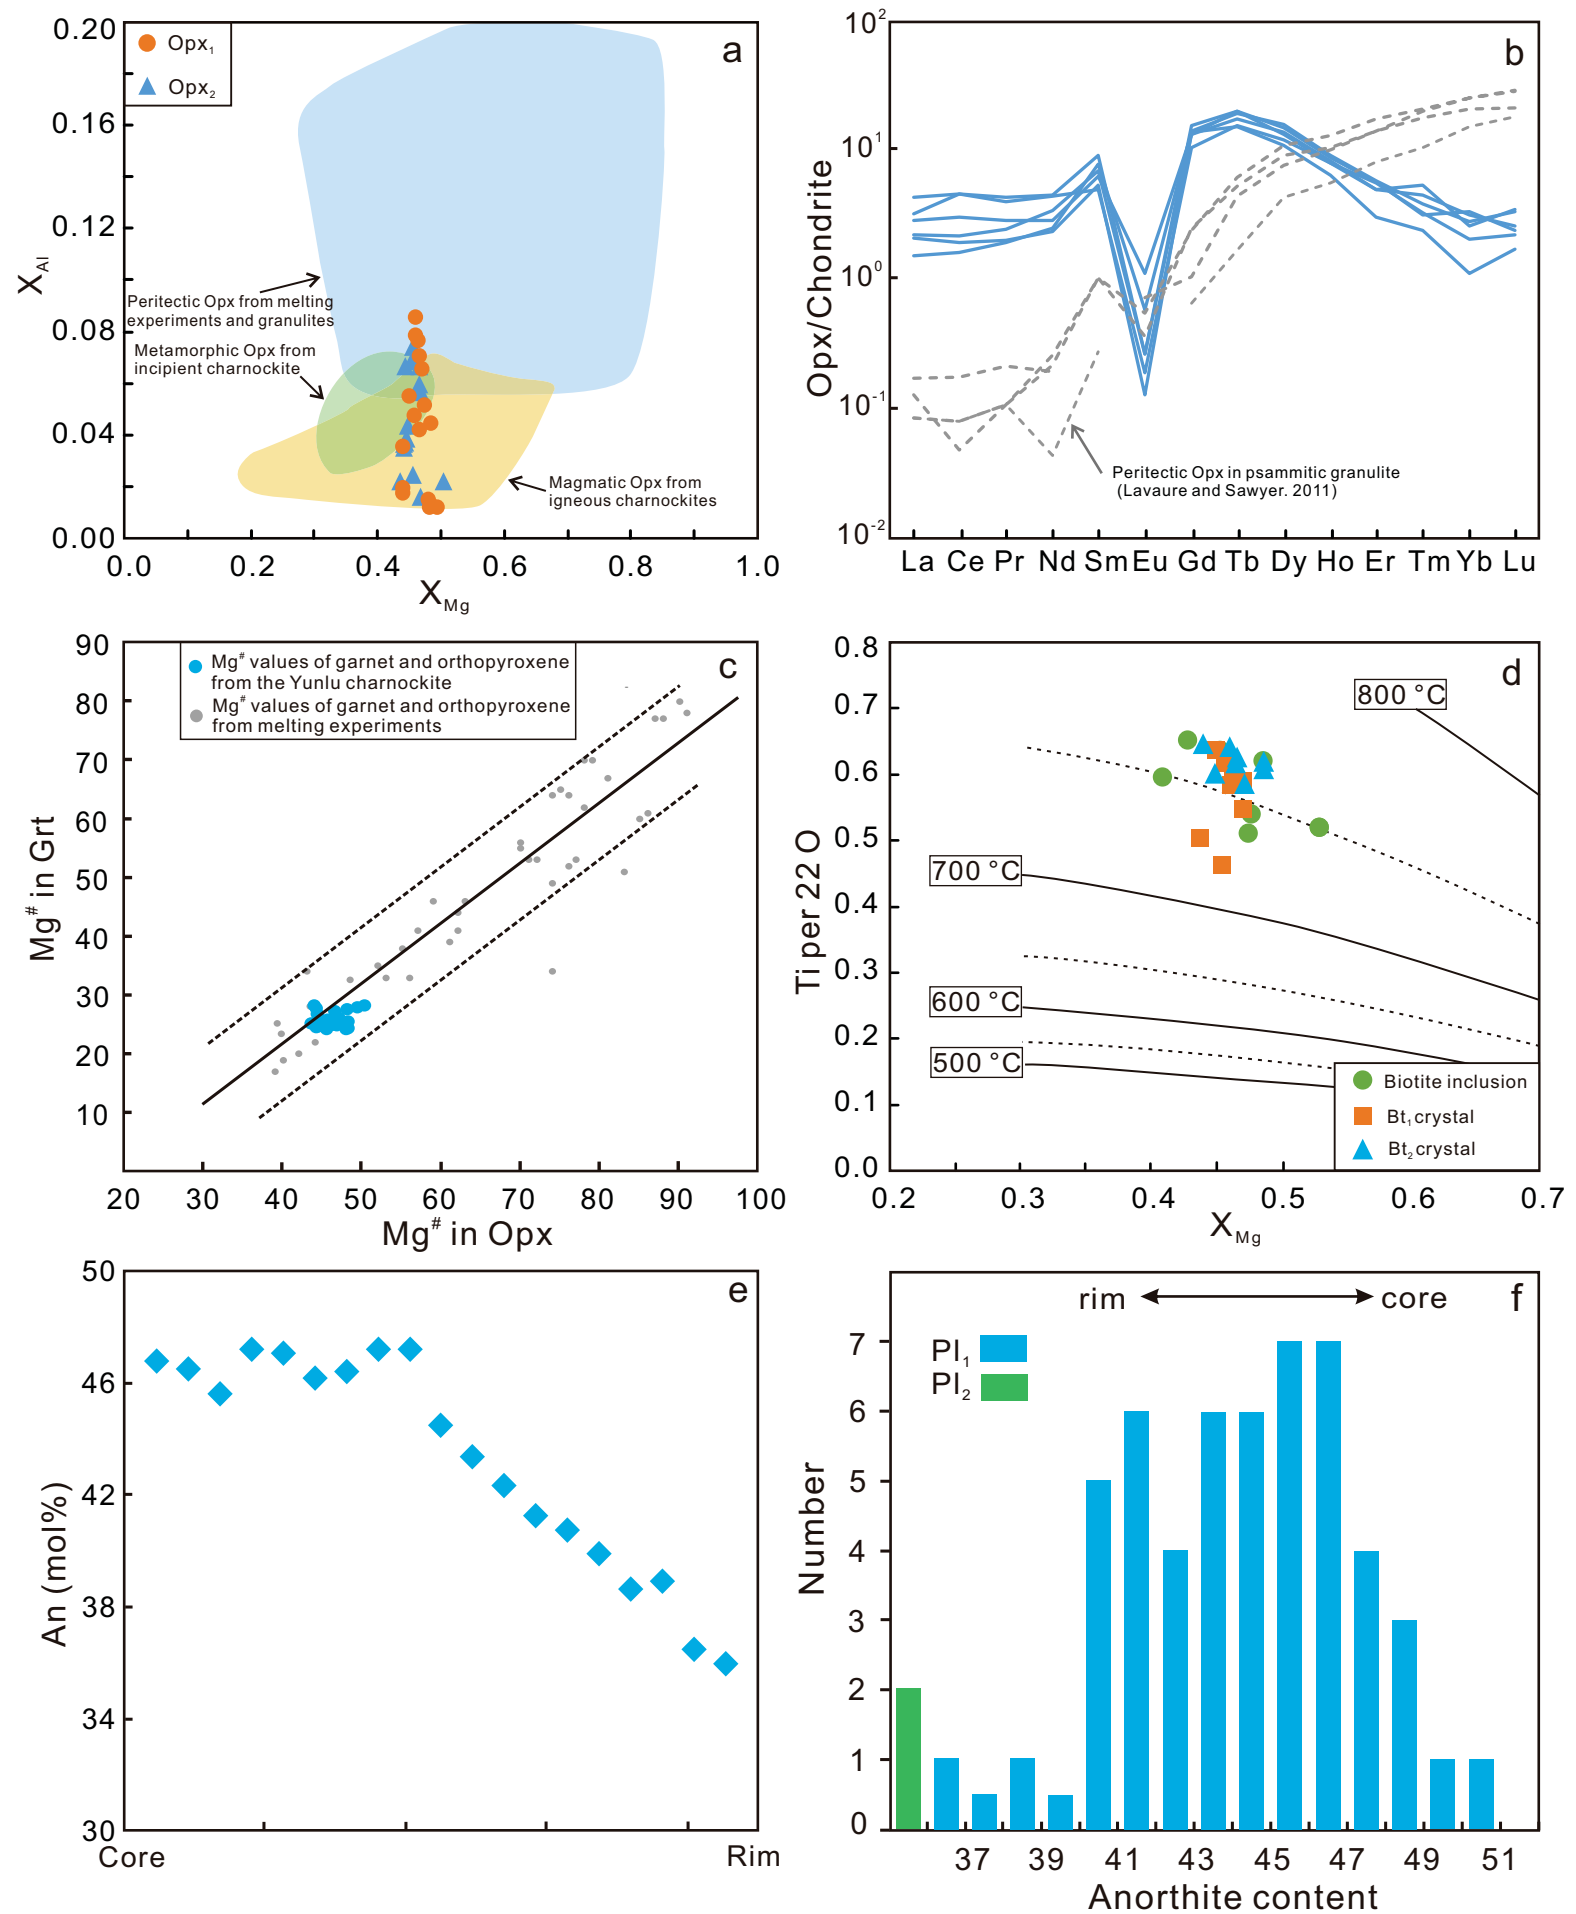 a
Opx₁
Opx₂
0.20
0.16
0.12
0.08
0.04
0.00
X_Al
Peritectic Opx from melting
experiments and granulites
Metamorphic Opx from
incipient charnockite
Magmatic Opx from
igneous charnockites
0.0 0.2 0.4 0.6 0.8 1.0
X_Mg
b
10²
10¹
10⁰
10⁻¹
10⁻²
Opx/Chondrite
Peritectic Opx in psammitic granulite
(Lavaure and Sawyer. 2011)
La Ce Pr Nd Sm Eu Gd Tb Dy Ho Er Tm Yb Lu
c
Mg# values of garnet and orthopyroxene
from the Yunlu charnockite
Mg# values of garnet and orthopyroxene
from melting experiments
90
80
70
60
50
40
30
20
10
Mg# in Grt
20 30 40 50 60 70 80 90 100
Mg# in Opx
d
0.8
0.7
0.6
0.5
0.4
0.3
0.2
0.1
0.0
Ti per 22 O
800 °C
700 °C
600 °C
500 °C
Biotite inclusion
Bt₁ crystal
Bt₂ crystal
0.2 0.3 0.4 0.5 0.6 0.7
X_Mg
e
50
46
42
38
34
30
An (mol%)
Core Rim
f
rim core
Pl₁
Pl₂
7
6
5
4
3
2
1
0
Number
37 39 41 43 45 47 49 51
Anorthite content